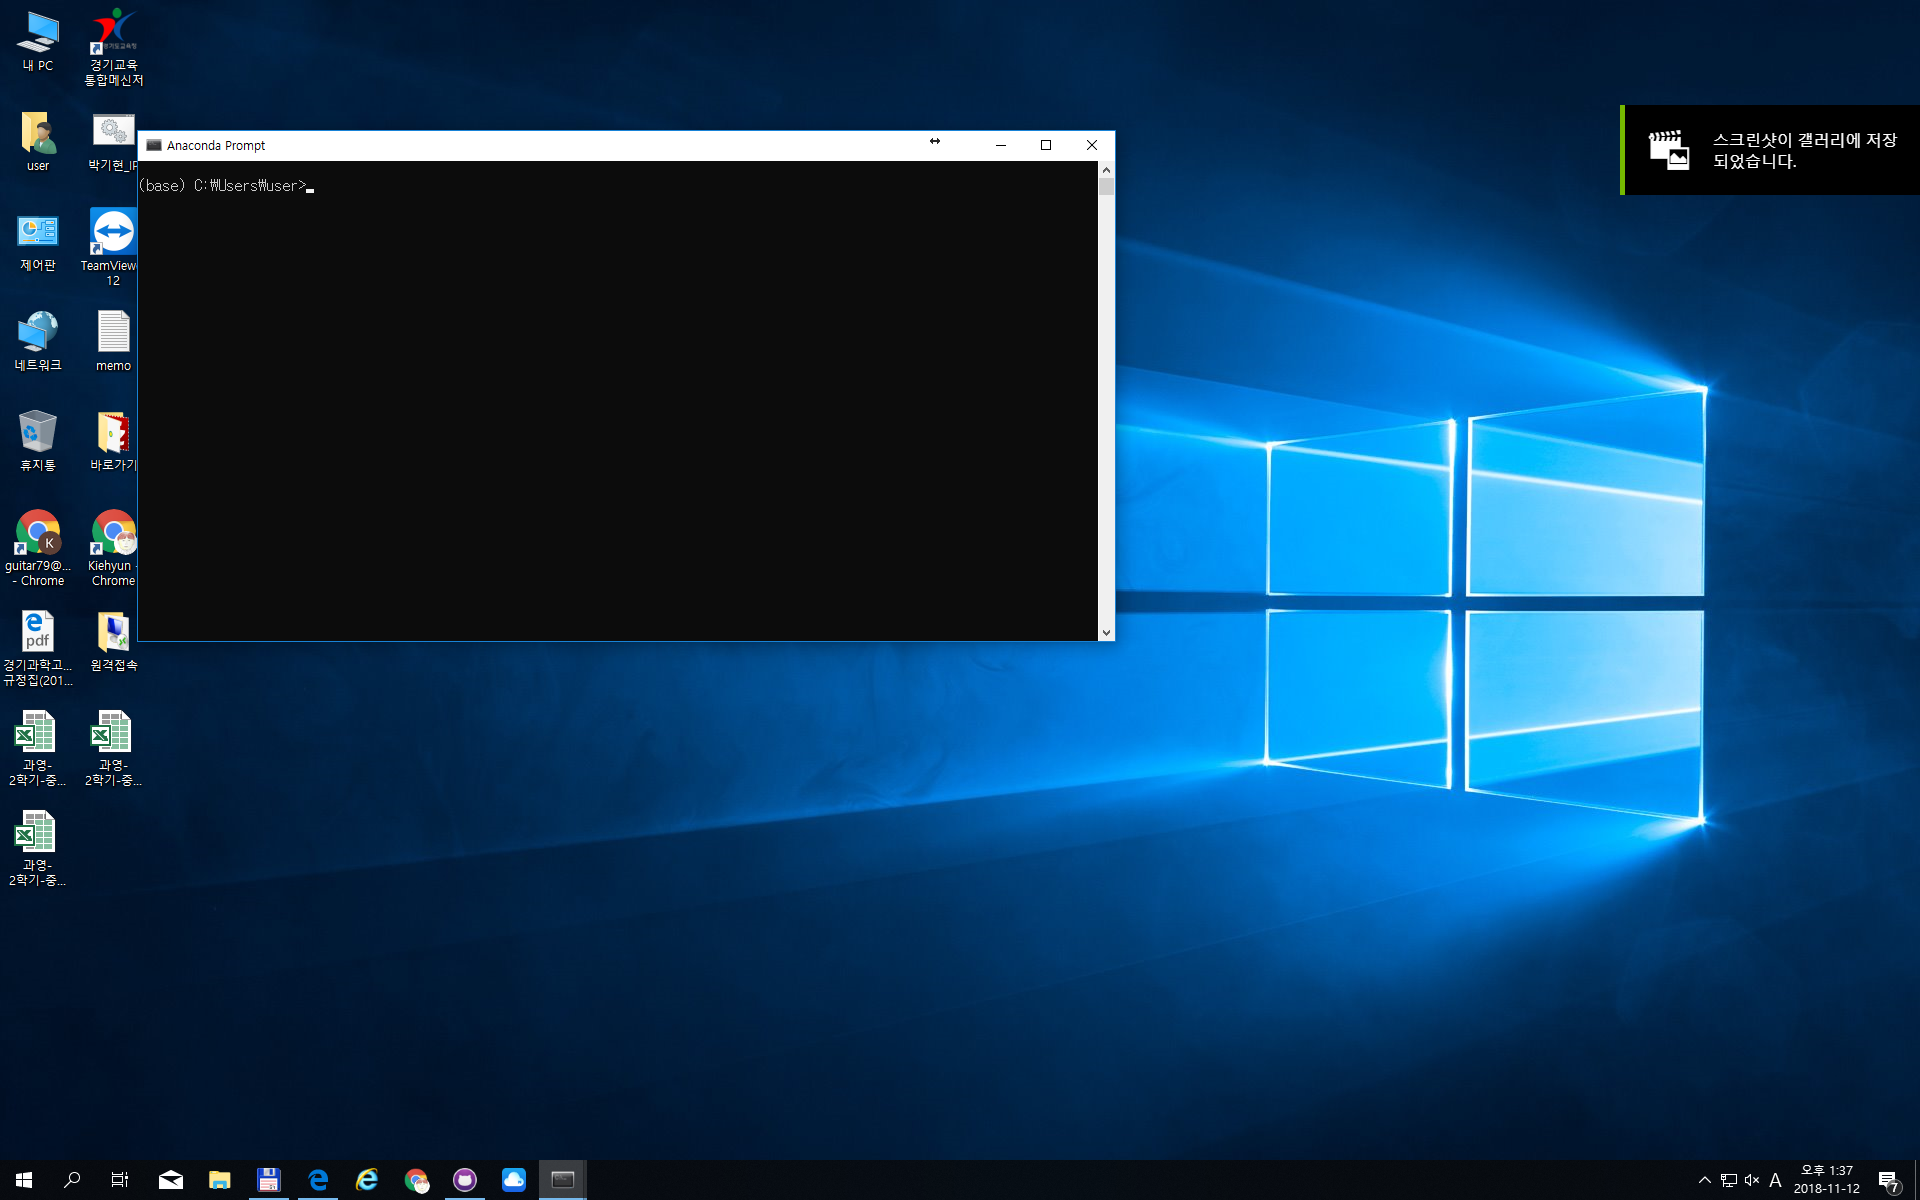 내 PC
경기교육
통합메신저
user
박기현_IP
제어판
TeamView
12
네트워크
memo
휴지통
바로가기
K
guitar79@...
- Chrome
Kiehyun -
Chrome
pdf
경기과학고...
규정집(201...
원격접속
과영-
2학기-중...
과영-
2학기-중...
과영-
2학기-중...
Anaconda Prompt
(base) C:₩Users₩user>
스크린샷이 갤러리에 저장
되었습니다.
A
오후 1:37
2018-11-12
7